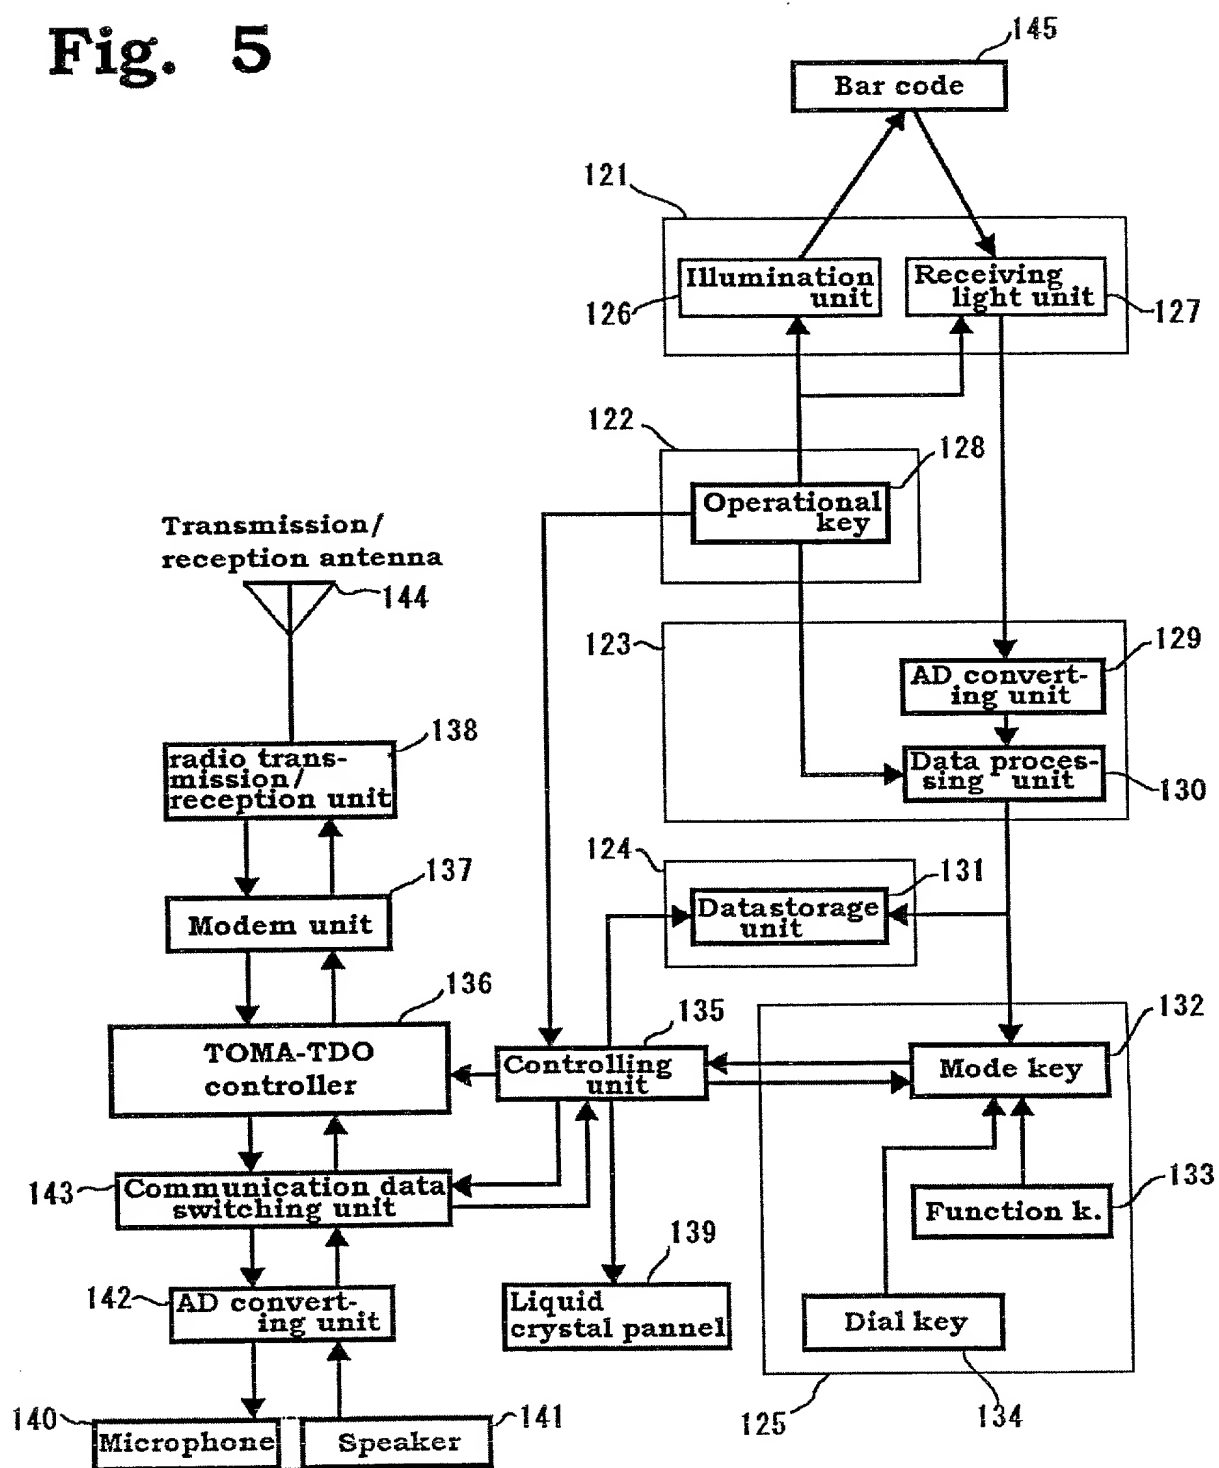 Fig. 5
145
Bar code
121
Illumination
unit
126
Receiving
light unit
127
122
128
Operational
key
Transmission/
reception antenna
144
123
129
AD convert-
ing unit
Data proces-
sing unit
130
138
radio trans-
mission/
reception unit
124
131
Datastorage
unit
137
Modem unit
136
TOMA-TDO
controller
135
Controlling
unit
132
Mode key
143
Communication data
switching unit
133
Function k.
139
Liquid
crystal pannel
142
AD convert-
ing unit
Dial key
134
125
140
Microphone
141
Speaker